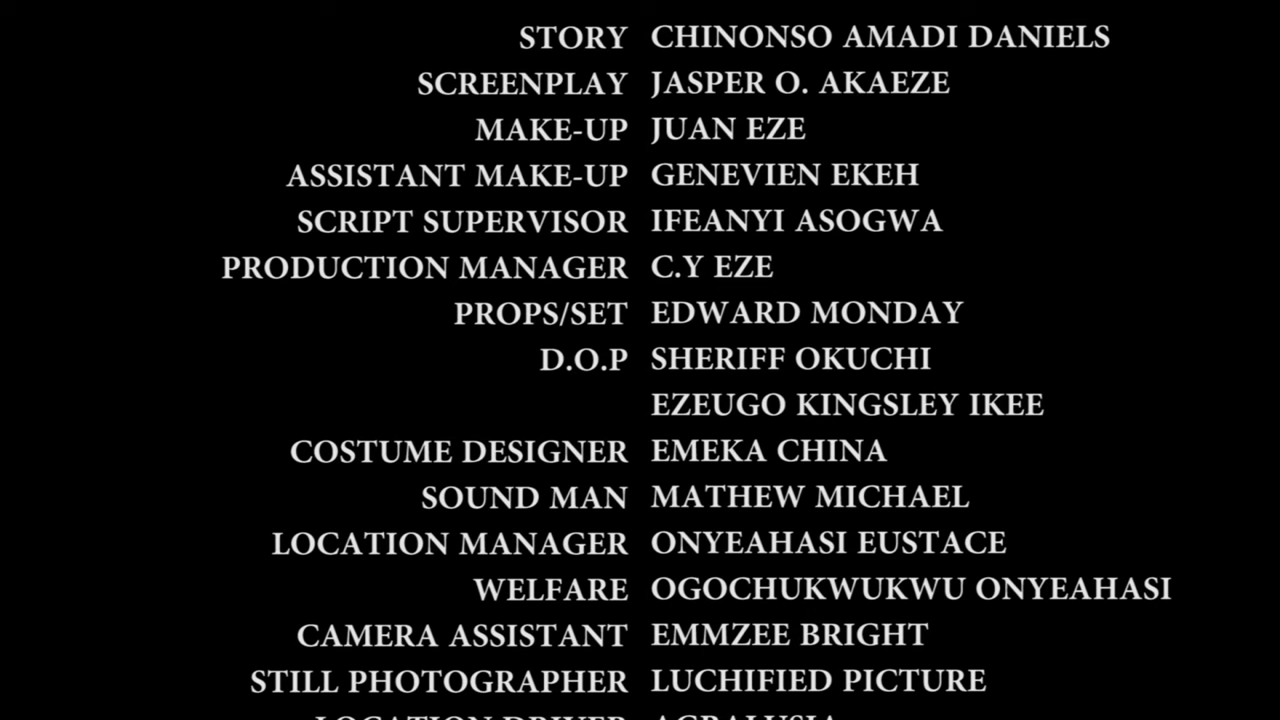 STORY CHINONSO AMADI DANIELS
SCREENPLAY JASPER O. AKAEZE
MAKE-UP JUAN EZE
ASSISTANT MAKE-UP GENEVIEN EKEH
SCRIPT SUPERVISOR IFEANYI ASOGWA
PRODUCTION MANAGER C.Y EZE
PROPS/SET EDWARD MONDAY
D.O.P SHERIFF OKUCHI
EZEUGO KINGSLEY IKEE
COSTUME DESIGNER EMEKA CHINA
SOUND MAN MATHEW MICHAEL
LOCATION MANAGER ONYEAHASI EUSTACE
WELFARE OGOCHUKWUKWU ONYEAHASI
CAMERA ASSISTANT EMMZEE BRIGHT
STILL PHOTOGRAPHER LUCHIFIED PICTURE
LOCATION DRIVER